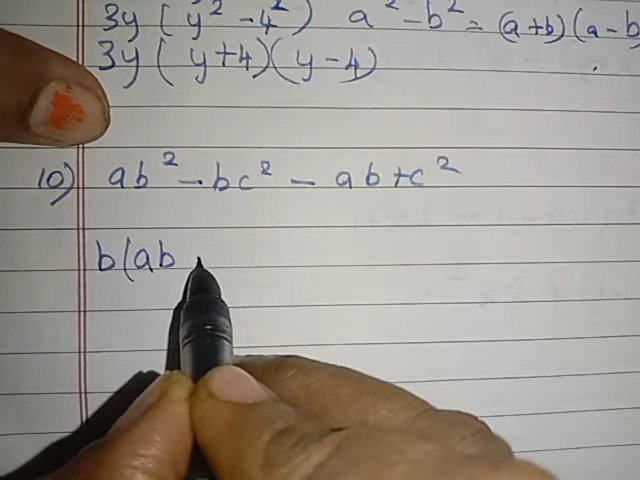 3y ( y² - 4² )   a² - b² = (a+b)(a-b
3y ( y+4)(y-4)
10) ab² - bc² - ab + c²
b(ab